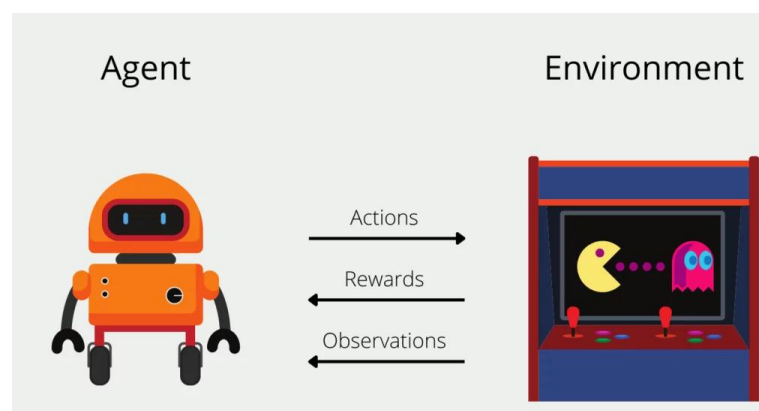 Agent
Environment
Actions
Rewards
Observations